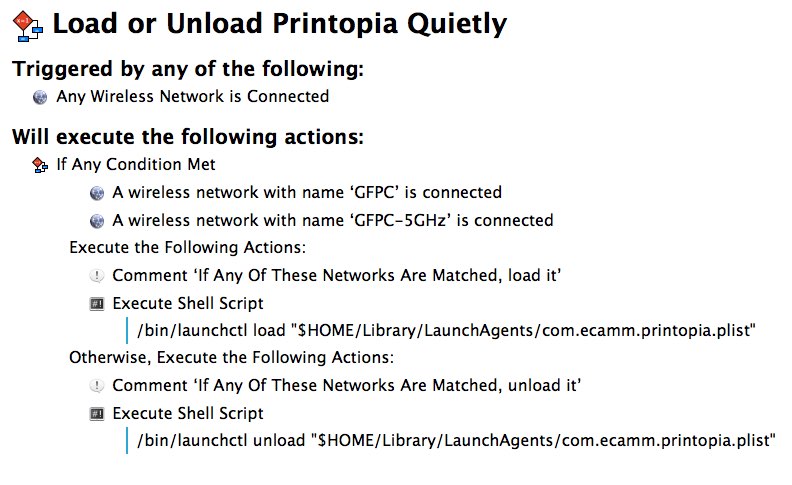 Load or Unload Printopia Quietly
Triggered by any of the following:
Any Wireless Network is Connected
Will execute the following actions:
If Any Condition Met
A wireless network with name ‘GFPC’ is connected
A wireless network with name ‘GFPC-5GHz’ is connected
Execute the Following Actions:
Comment ‘If Any Of These Networks Are Matched, load it’
#! Execute Shell Script
/bin/launchctl load "$HOME/Library/LaunchAgents/com.ecamm.printopia.plist"
Otherwise, Execute the Following Actions:
Comment ‘If Any Of These Networks Are Matched, unload it’
#! Execute Shell Script
/bin/launchctl unload "$HOME/Library/LaunchAgents/com.ecamm.printopia.plist"